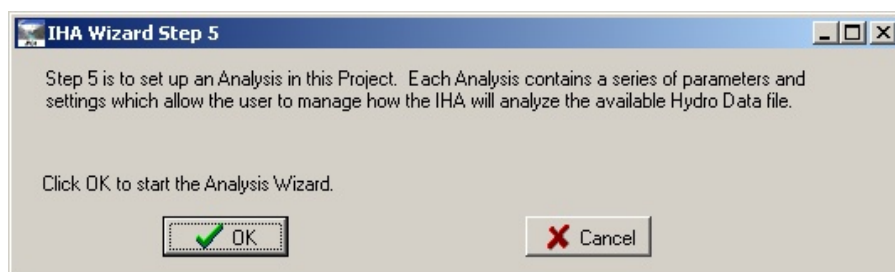 IHA Wizard Step 5
Step 5 is to set up an Analysis in this Project. Each Analysis contains a series of parameters and
settings which allow the user to manage how the IHA will analyze the available Hydro Data file.
Click OK to start the Analysis Wizard.
OK
Cancel